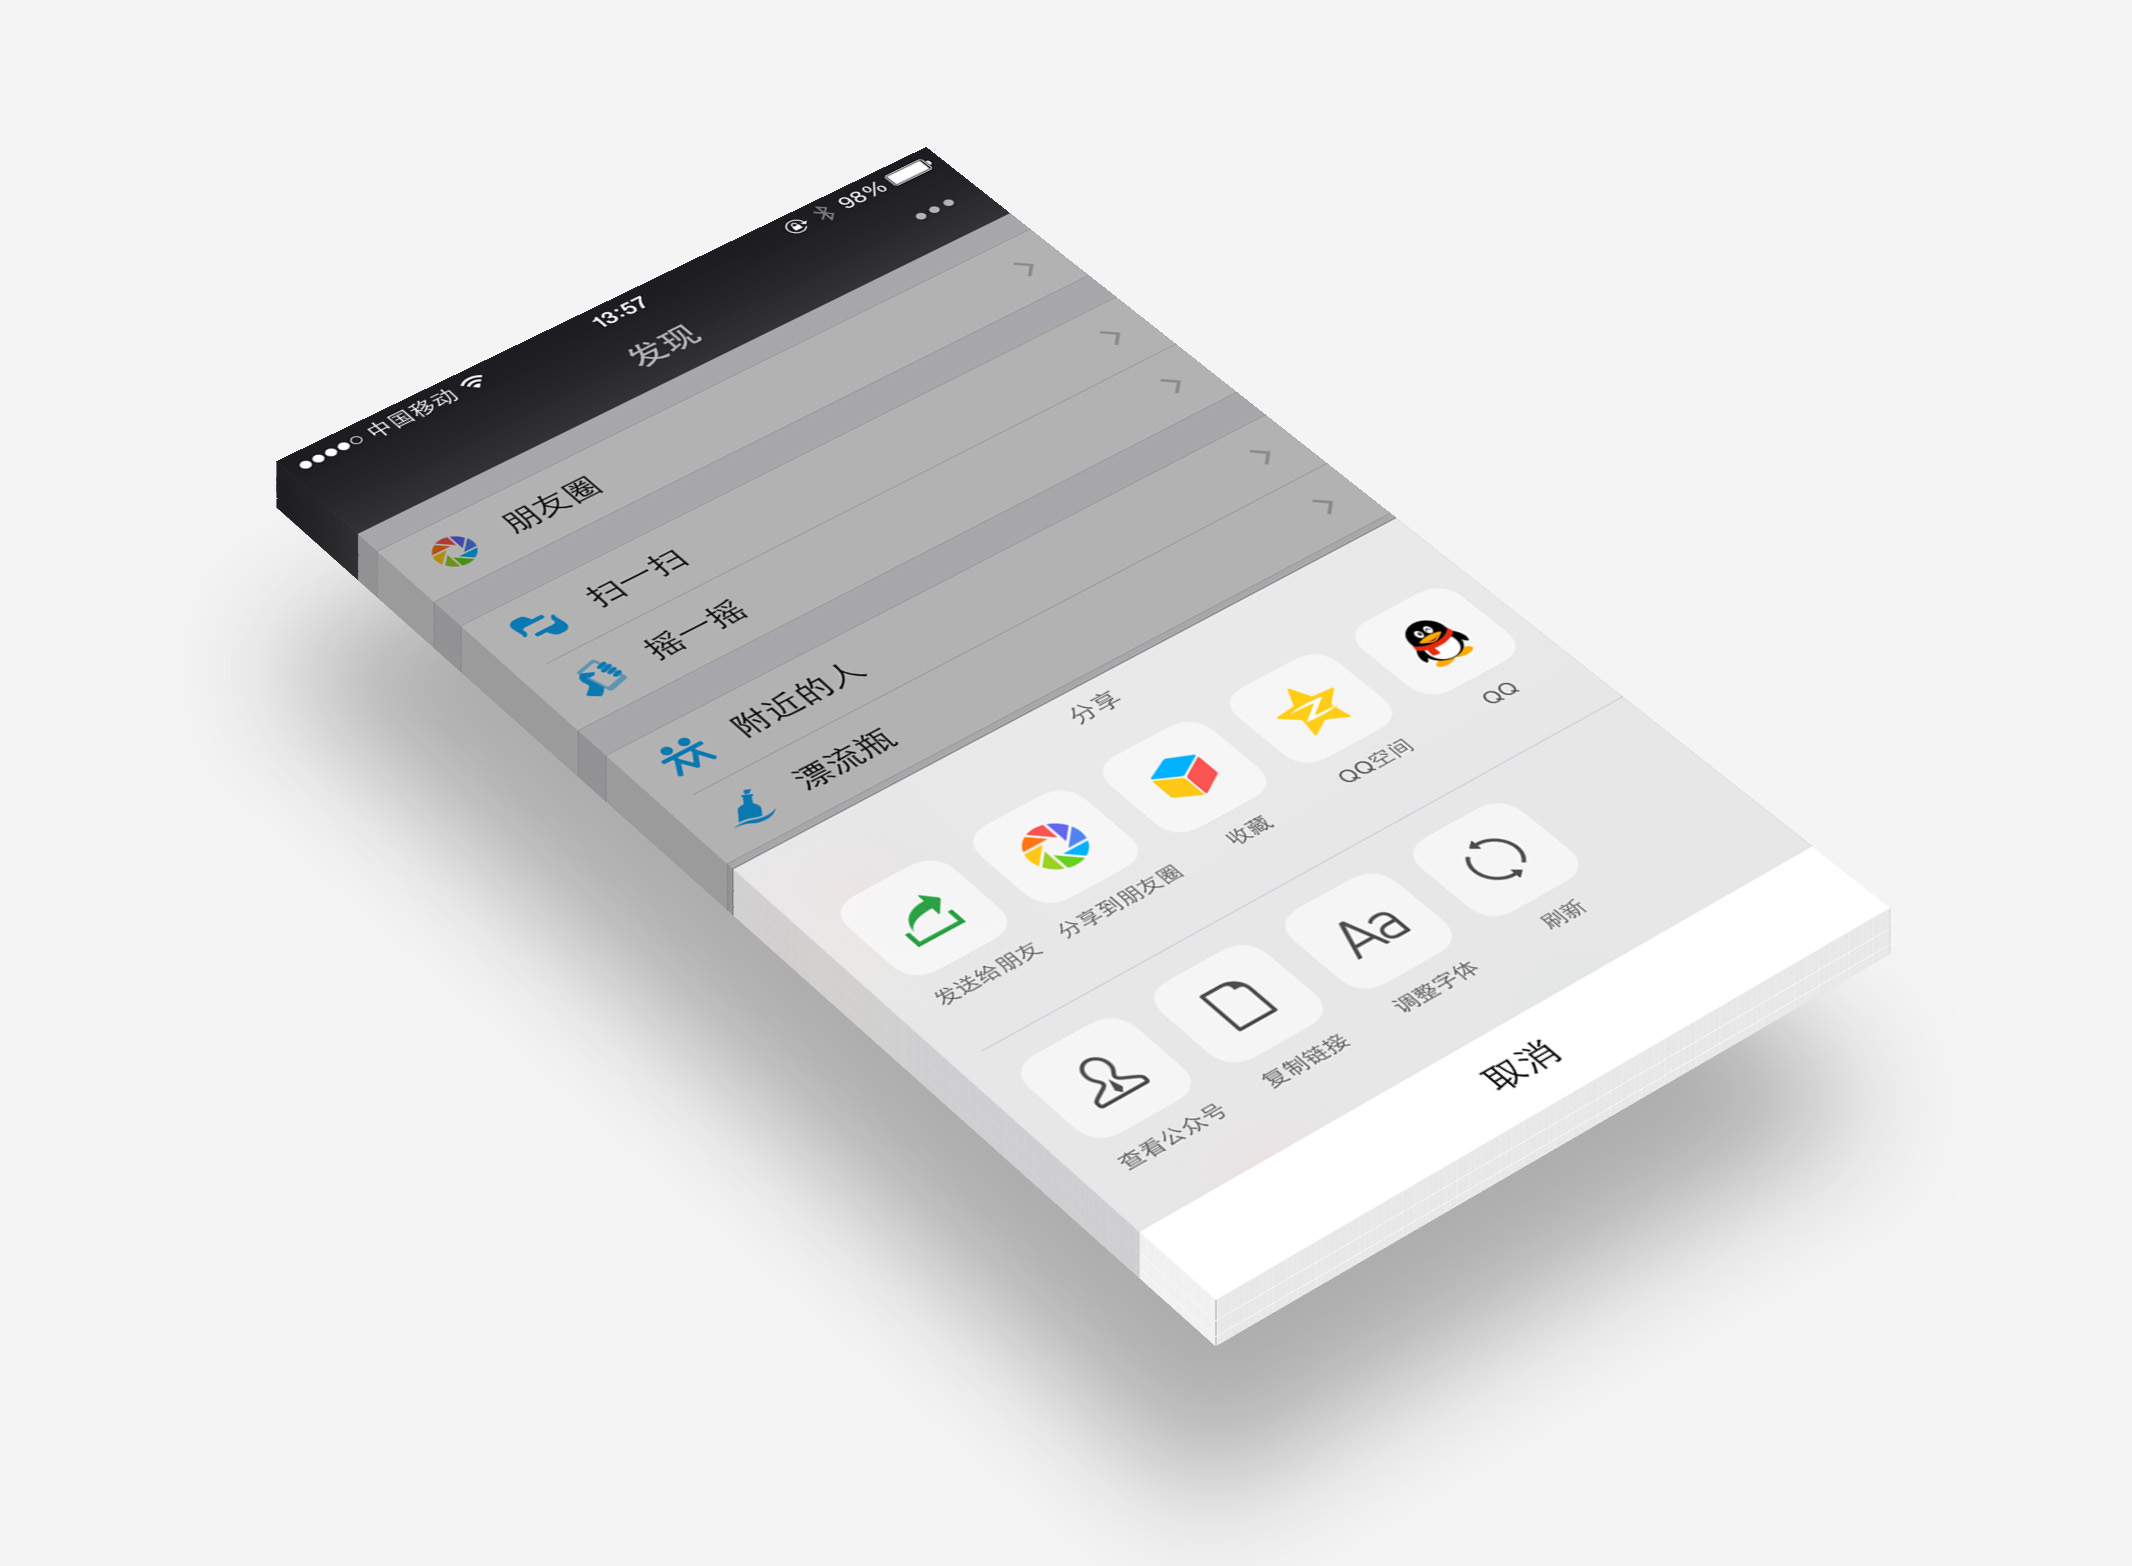 中国移动 13:57 98%
发现
朋友圈
扫一扫
摇一摇
附近的人
漂流瓶
分享
发送给朋友 分享到朋友圈 收藏 QQ空间 QQ
Aa
查看公众号 复制链接 调整字体 刷新
取消